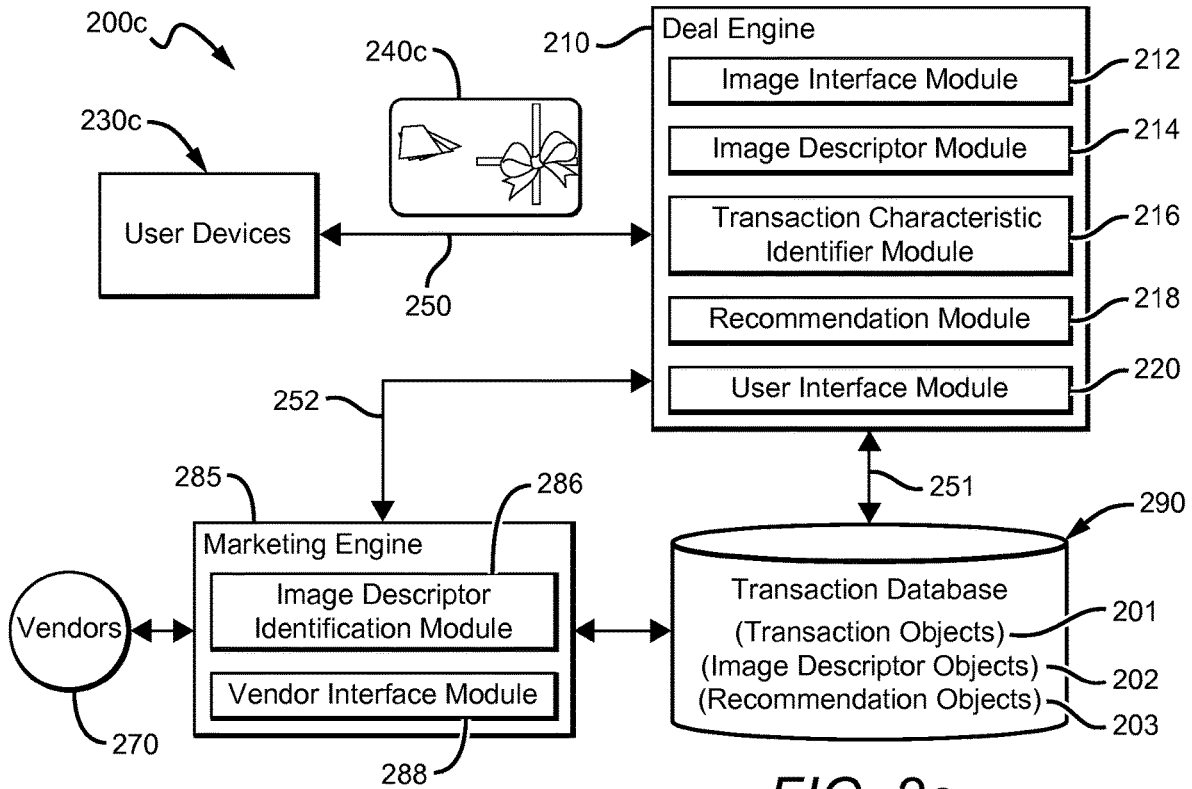 200c
210
Deal Engine
240c
Image Interface Module
212
230c
Image Descriptor Module
214
User Devices
Transaction Characteristic
Identifier Module
216
250
Recommendation Module
218
252
User Interface Module
220
285
286
251
290
Marketing Engine
Image Descriptor
Identification Module
Transaction Database
Vendors
(Transaction Objects)
201
(Image Descriptor Objects)
202
Vendor Interface Module
(Recommendation Objects)
203
270
288